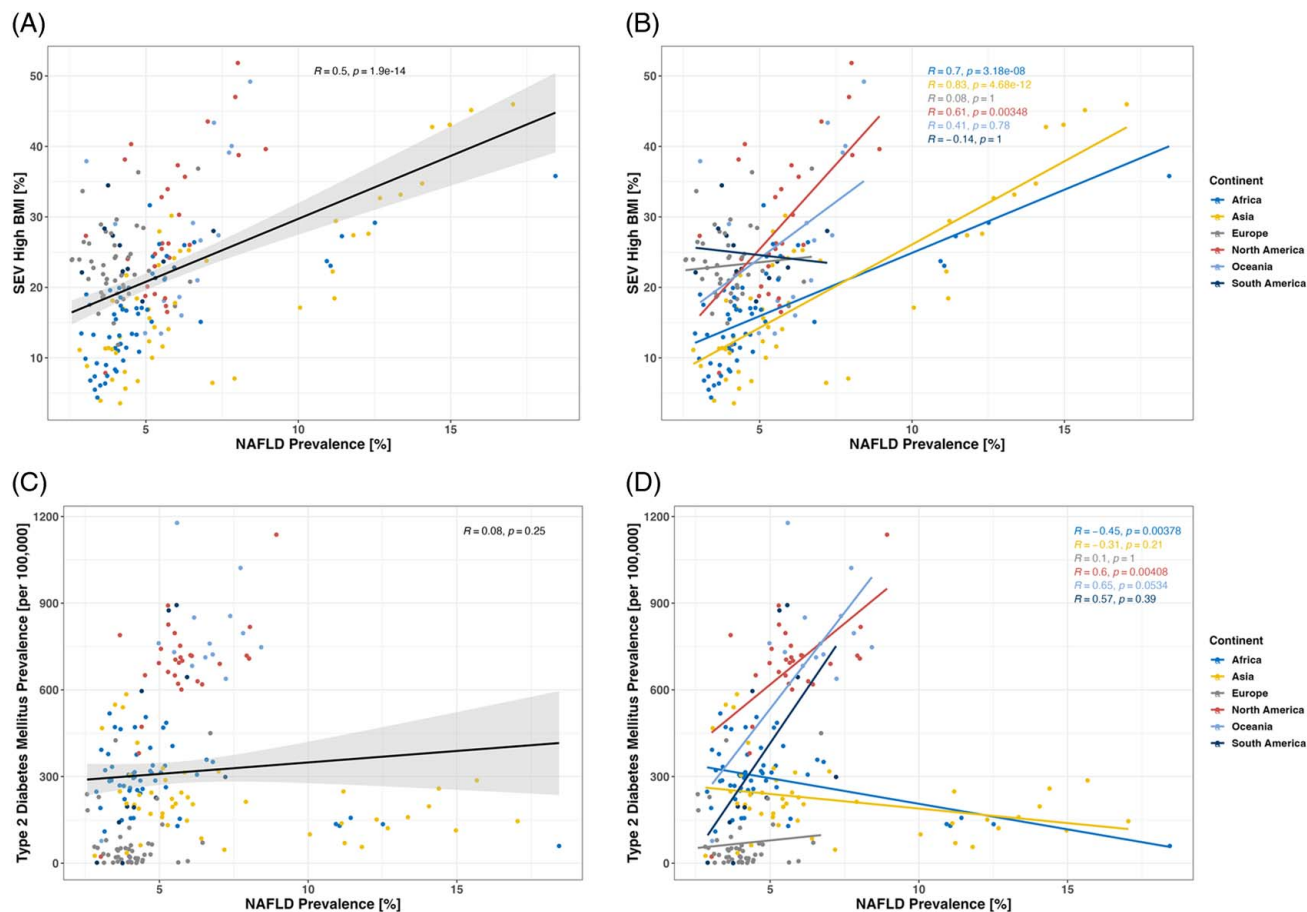 (A)
SEV High BMI [%]
50
40
30
20
10
R = 0.5, p = 1.9e-14
5
10
15
NAFLD Prevalence [%]
(B)
SEV High BMI [%]
50
40
30
20
10
R = 0.7, p = 3.18e-08
R = 0.83, p = 4.68e-12
R = 0.08, p = 1
R = 0.61, p = 0.00348
R = 0.41, p = 0.78
R = −0.14, p = 1
5
10
15
NAFLD Prevalence [%]
Continent
Africa
Asia
Europe
North America
Oceania
South America
(C)
Type 2 Diabetes Mellitus Prevalence [per 100,000]
1200
900
600
300
0
R = 0.08, p = 0.25
5
10
15
NAFLD Prevalence [%]
(D)
Type 2 Diabetes Mellitus Prevalence [per 100,000]
1200
900
600
300
0
R = −0.45, p = 0.00378
R = −0.31, p = 0.21
R = 0.1, p = 1
R = 0.6, p = 0.00408
R = 0.65, p = 0.0534
R = 0.57, p = 0.39
5
10
15
NAFLD Prevalence [%]
Continent
Africa
Asia
Europe
North America
Oceania
South America